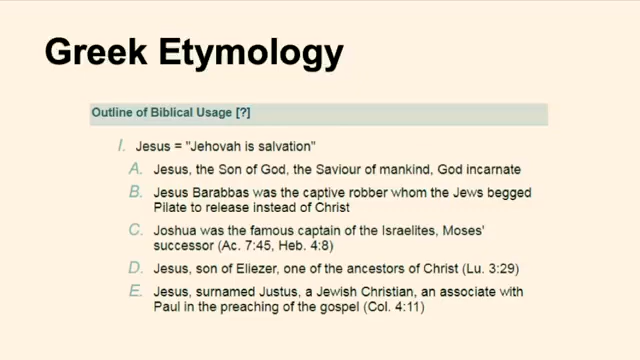 Greek Etymology
Outline of Biblical Usage [?]
I. Jesus = "Jehovah is salvation"
A. Jesus, the Son of God, the Saviour of mankind, God incarnate
B. Jesus Barabbas was the captive robber whom the Jews begged
Pilate to release instead of Christ
C. Joshua was the famous captain of the Israelites, Moses'
successor (Ac. 7:45, Heb. 4:8)
D. Jesus, son of Eliezer, one of the ancestors of Christ (Lu. 3:29)
E. Jesus, surnamed Justus, a Jewish Christian, an associate with
Paul in the preaching of the gospel (Col. 4:11)